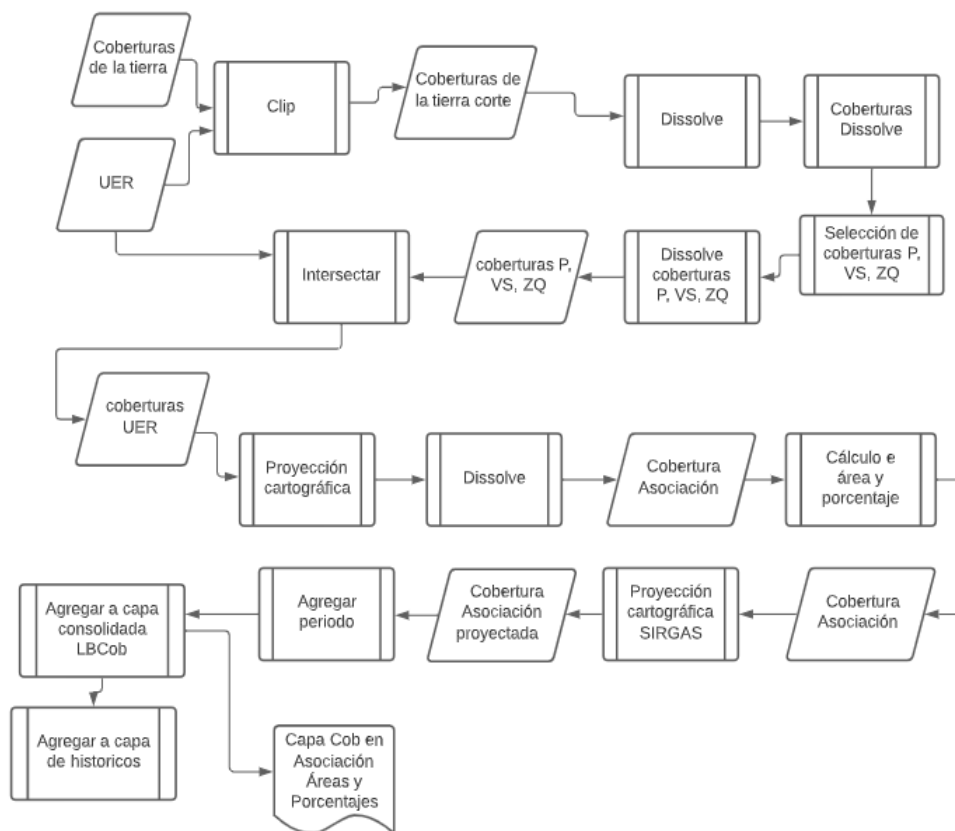 Coberturas
de la tierra
Clip
Coberturas de
la tierra corte
Dissolve
Coberturas
Dissolve
UER
Intersectar
coberturas P,
VS, ZQ
Dissolve
coberturas
P, VS, ZQ
Selección de
coberturas P,
VS, ZQ
coberturas
UER
Proyección
cartográfica
Dissolve
Cobertura
Asociación
Cálculo e
área y
porcentaje
Agregar a capa
consolidada
LBCob
Agregar
periodo
Cobertura
Asociación
proyectada
Proyección
cartográfica
SIRGAS
Cobertura
Asociación
Agregar a capa
de historicos
Capa Cob en
Asociación
Áreas y
Porcentajes